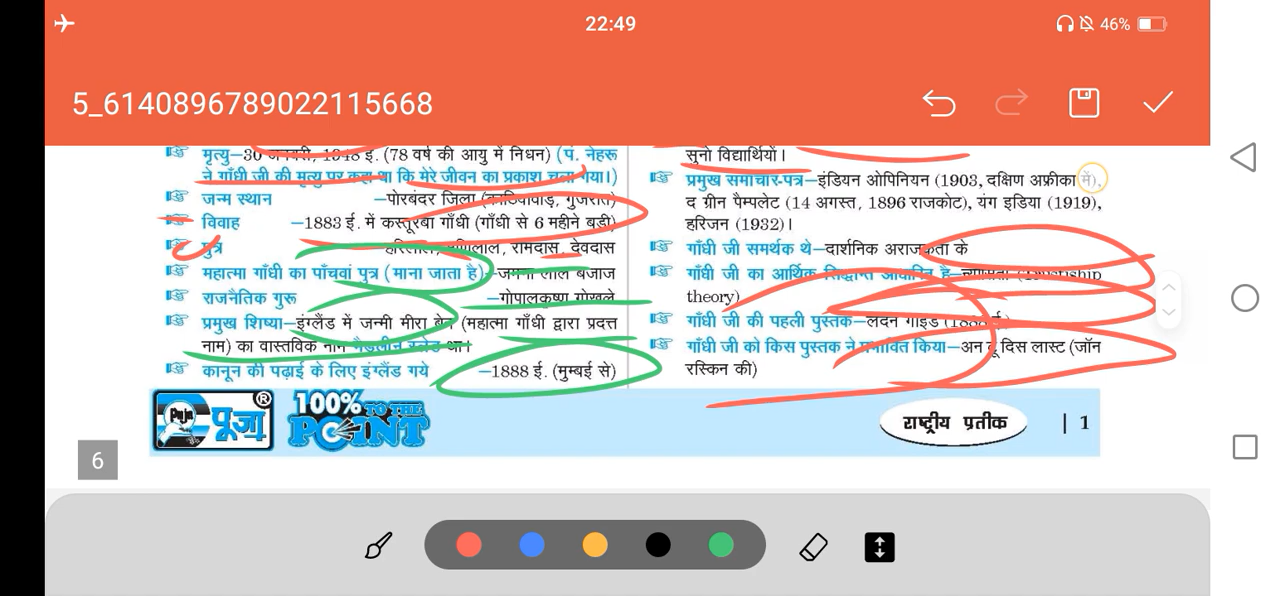 22:49
46%
5_6140896789022115668
मृत्यु–30 जनवरी, 1948 ई. (78 वर्ष की आयु में निधन) (पं. नेहरू
ने गाँधी जी की मृत्यु पर कहा था कि मेरे जीवन का प्रकाश चला गया।)
जन्म स्थान –पोरबंदर जिला (काठियावाड़, गुजरात)
विवाह –1883 ई. में कस्तूरबा गाँधी (गाँधी से 6 महीने बड़ी)
पुत्र हरिलाल, मणिलाल, रामदास, देवदास
महात्मा गाँधी का पाँचवां पुत्र (माना जाता है)–जमना लाल बजाज
राजनैतिक गुरू –गोपालकृष्ण गोखले
प्रमुख शिष्या–इंग्लैंड में जन्मी मीरा बेन (महात्मा गाँधी द्वारा प्रदत्त
नाम) का वास्तविक नाम मैडलीन स्लेड था।
कानून की पढ़ाई के लिए इंग्लैंड गये –1888 ई. (मुम्बई से)
सुनो विद्यार्थियों।
प्रमुख समाचार-पत्र–इंडियन ओपिनियन (1903, दक्षिण अफ्रीका में),
द ग्रीन पैम्पलेट (14 अगस्त, 1896 राजकोट), यंग इडिया (1919),
हरिजन (1932)।
गाँधी जी समर्थक थे–दार्शनिक अराजकता के
गाँधी जी का आर्थिक सिद्धान्त आधारित है–न्यासिता (Trusteeship
theory)
गाँधी जी की पहली पुस्तक–लंदन गाइड (1888 ई.)
गाँधी जी को किस पुस्तक ने प्रभावित किया–अन टू दिस लास्ट (जॉन
रस्किन की)
Puja पूजा ®
100% TO THE POINT
राष्ट्रीय प्रतीक | 1
6